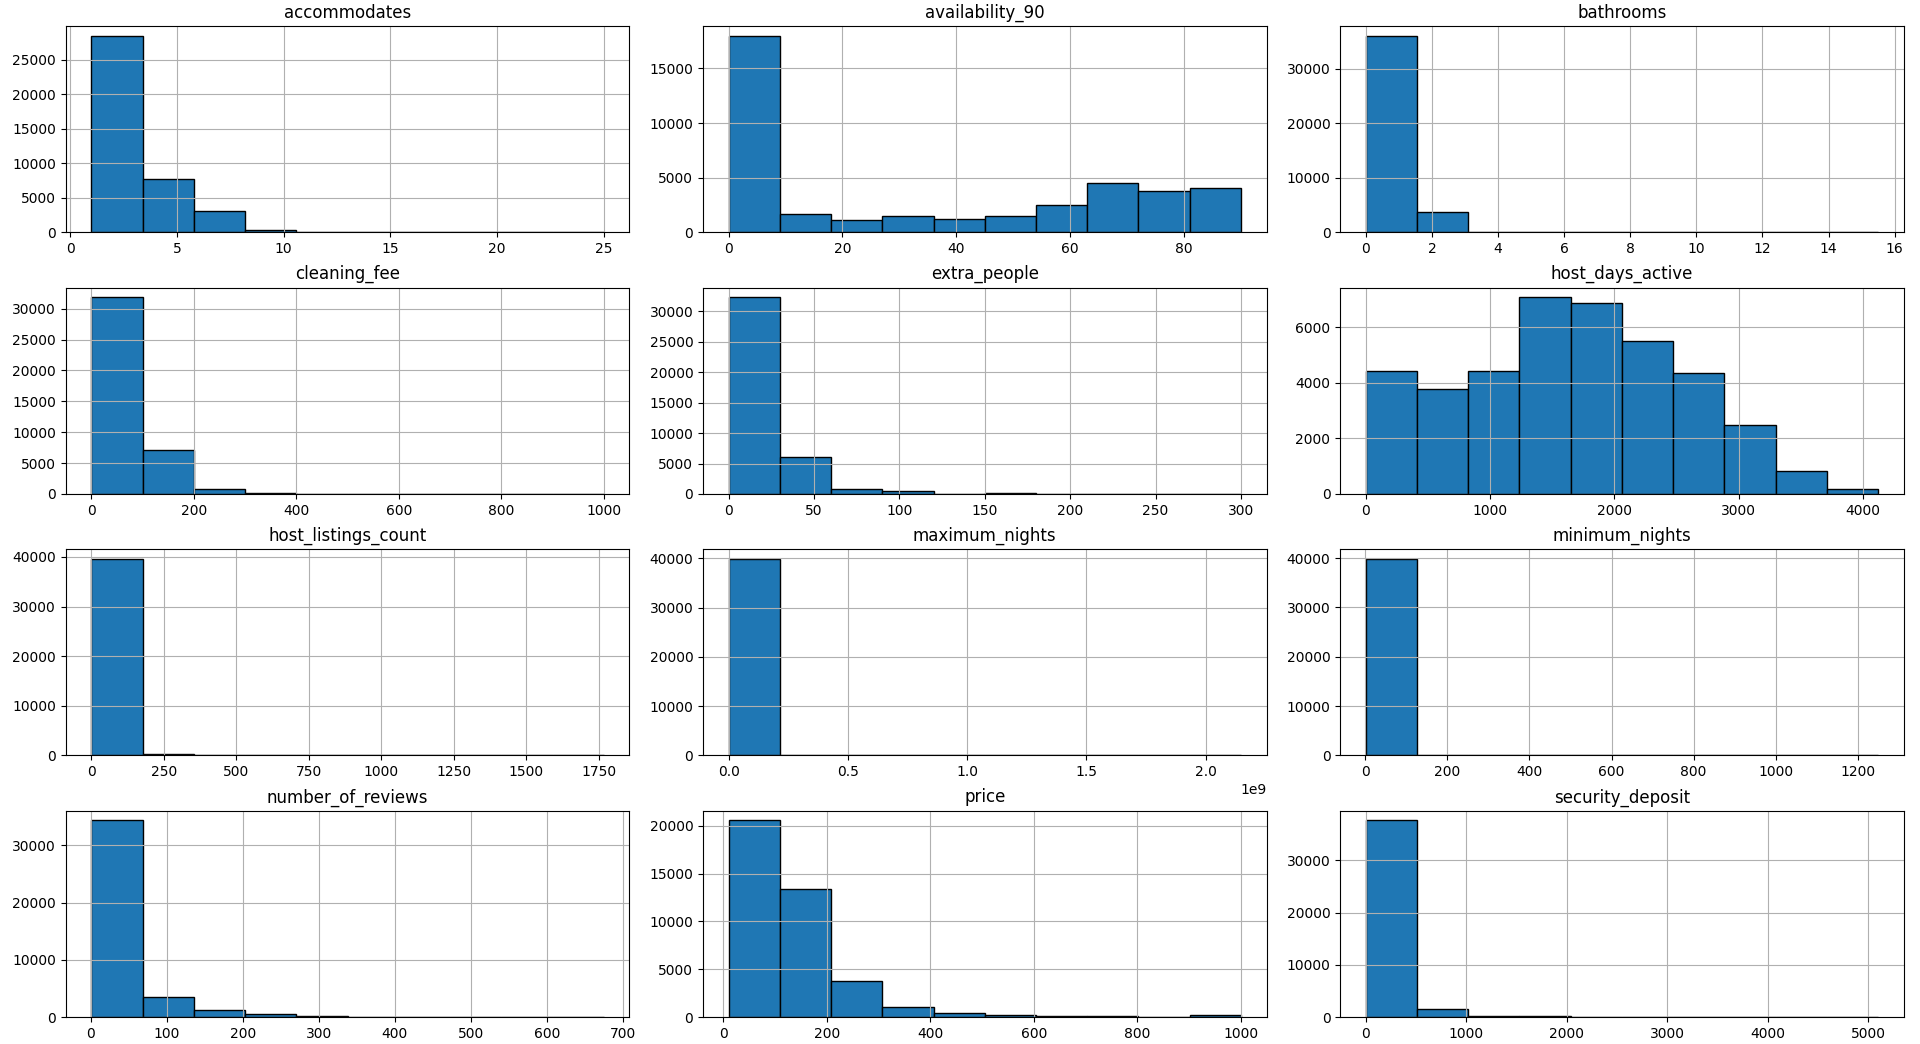 accommodates
25000
20000
15000
10000
5000
0
0 5 10 15 20 25
availability_90
15000
10000
5000
0
0 20 40 60 80
bathrooms
30000
20000
10000
0
0 2 4 6 8 10 12 14 16
cleaning_fee
30000
25000
20000
15000
10000
5000
0
0 200 400 600 800 1000
extra_people
30000
25000
20000
15000
10000
5000
0
0 50 100 150 200 250 300
host_days_active
6000
4000
2000
0
0 1000 2000 3000 4000
host_listings_count
40000
30000
20000
10000
0
0 250 500 750 1000 1250 1500 1750
maximum_nights
40000
30000
20000
10000
0
0.0 0.5 1.0 1.5 2.0
1e9
minimum_nights
40000
30000
20000
10000
0
0 200 400 600 800 1000 1200
number_of_reviews
30000
20000
10000
0
0 100 200 300 400 500 600 700
price
20000
15000
10000
5000
0
0 200 400 600 800 1000
security_deposit
30000
20000
10000
0
0 1000 2000 3000 4000 5000